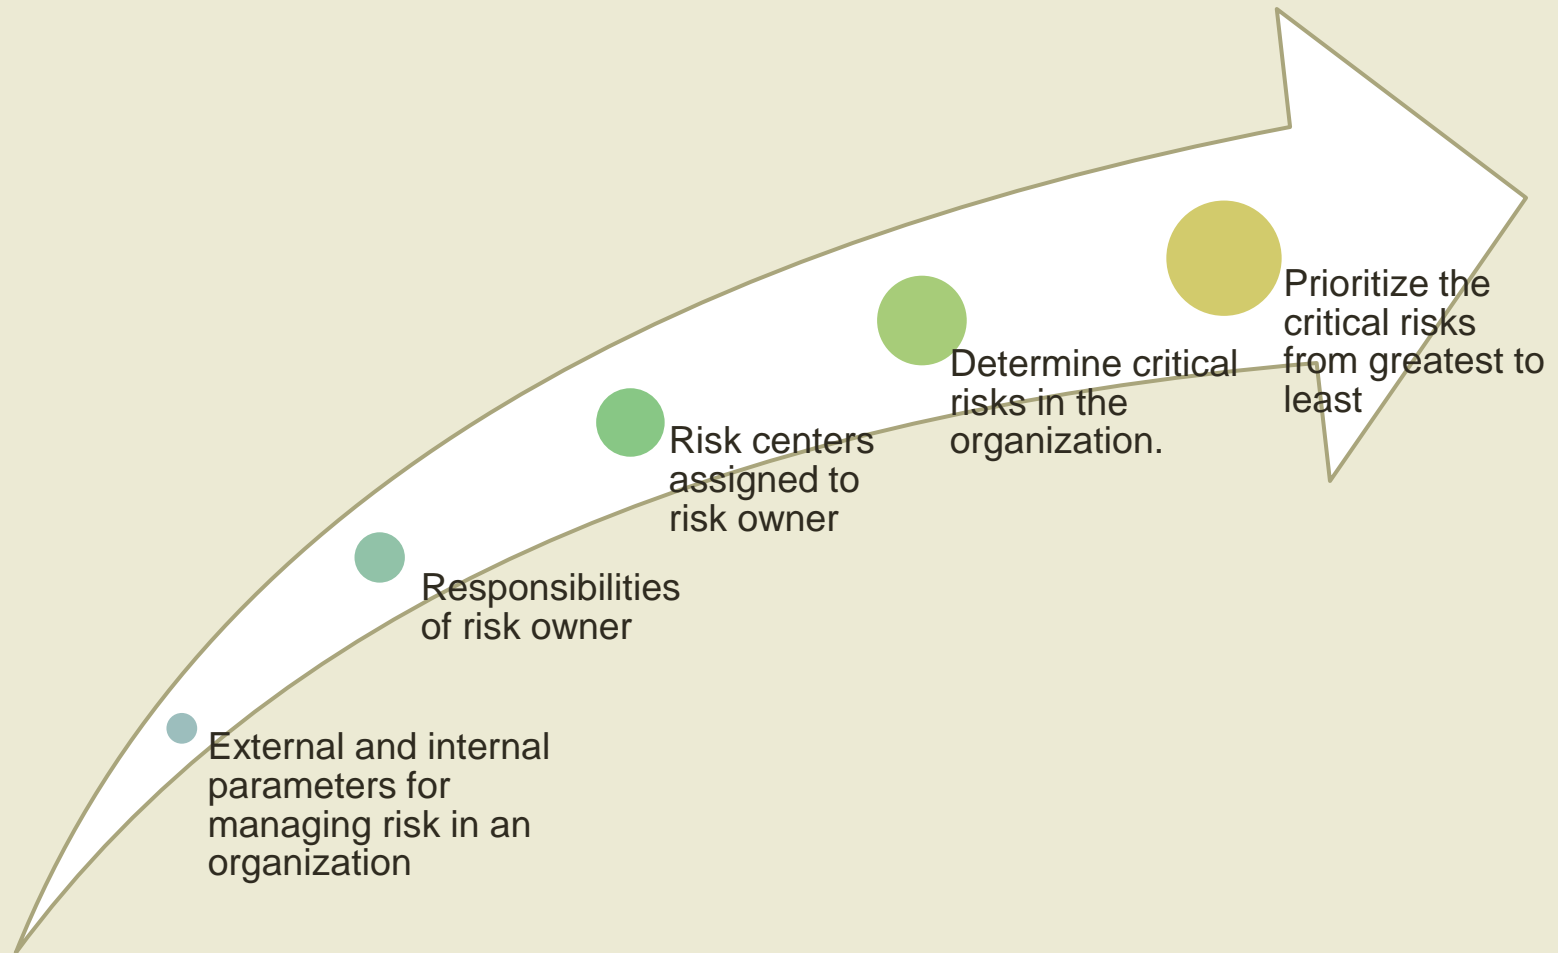 External and internal
parameters for
managing risk in an
organization
Responsibilities
of risk owner
Risk centers
assigned to
risk owner
Determine critical
risks in the
organization.
Prioritize the
critical risks
from greatest to
least